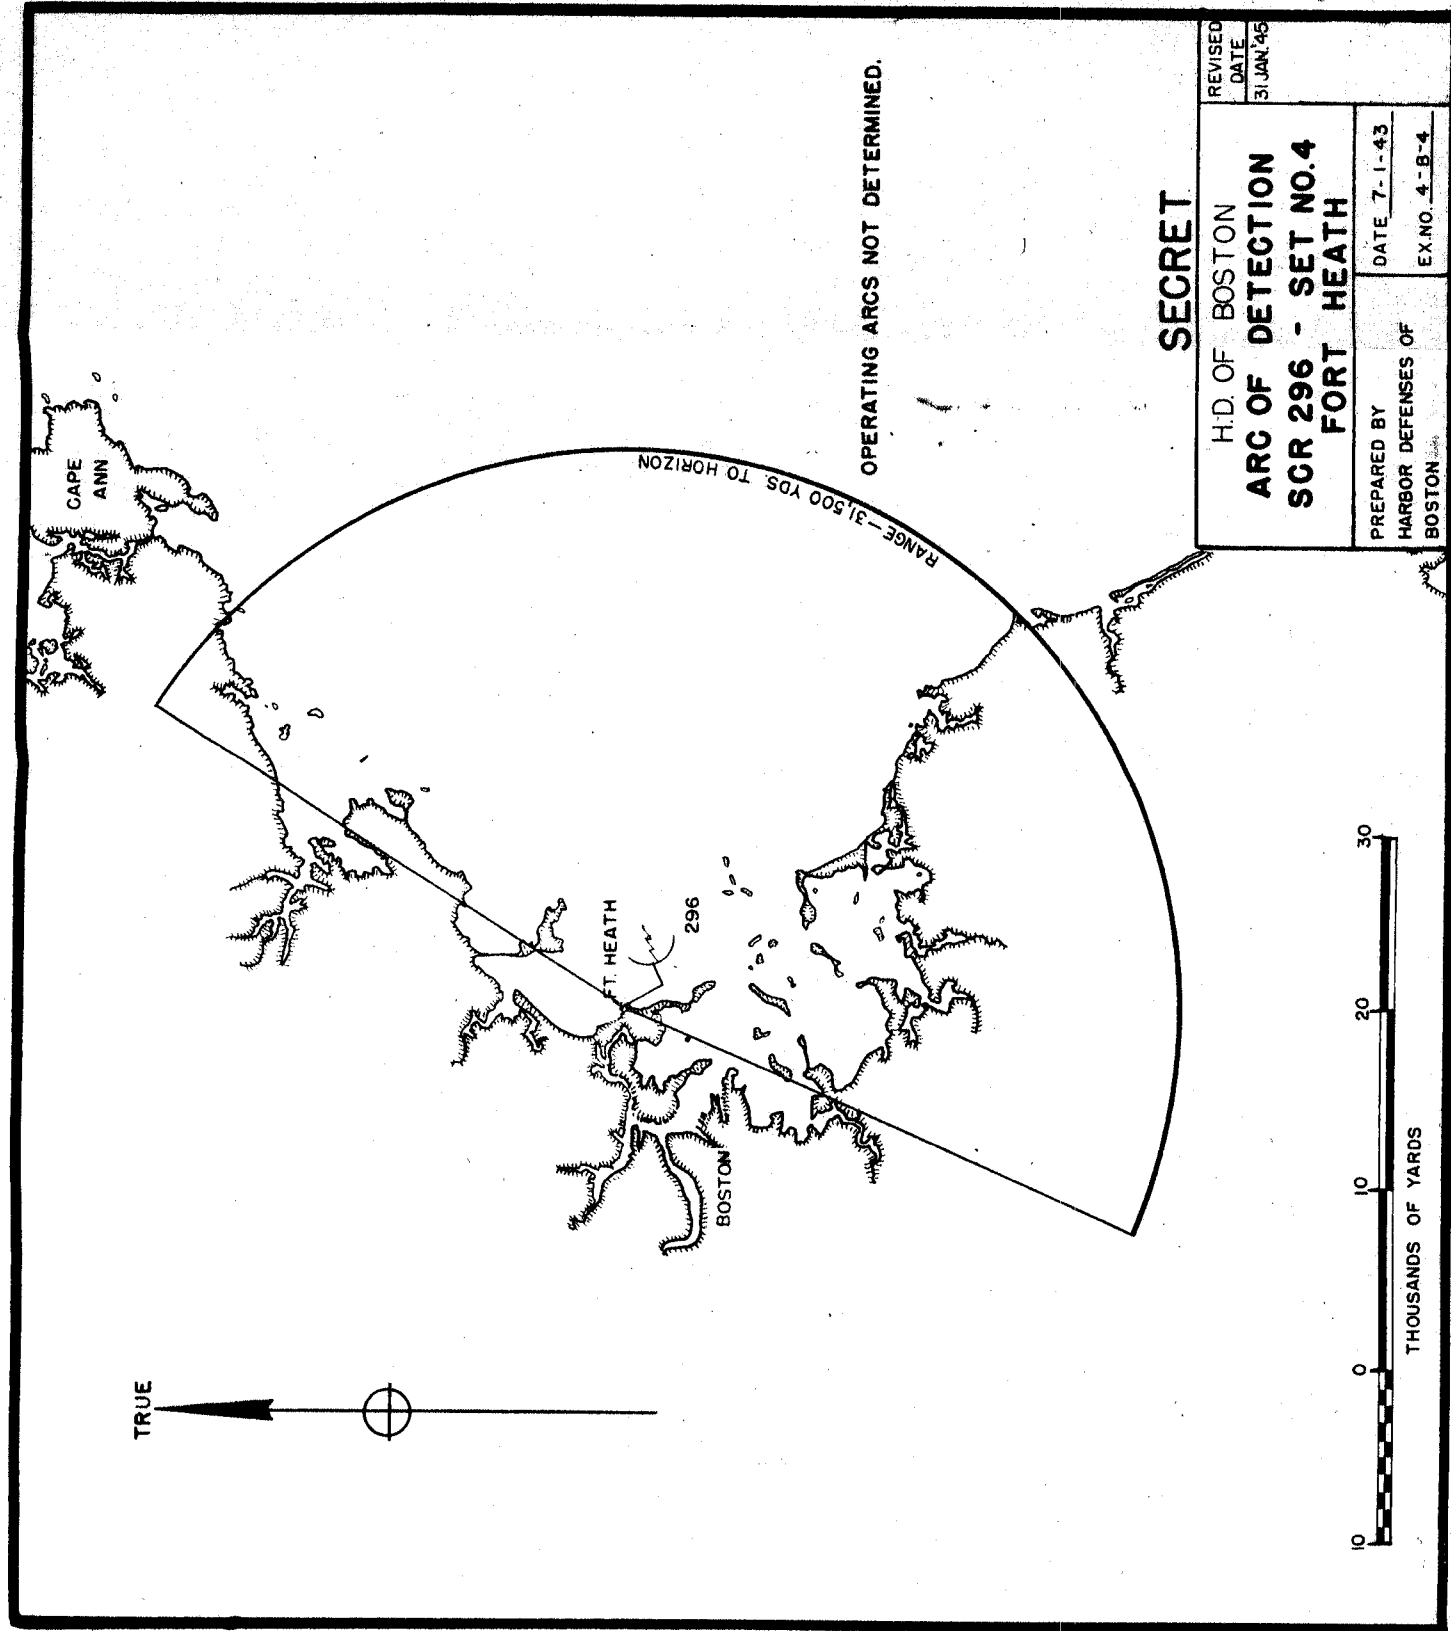 TRUE
CAPE
ANN
FT. HEATH
296
BOSTON
RANGE—31,500 YDS. TO HORIZON
OPERATING ARCS NOT DETERMINED.
10 0 10 20 30
THOUSANDS OF YARDS
SECRET
H.D. OF BOSTON
ARC OF DETECTION
SCR 296 - SET NO. 4
FORT HEATH
REVISED
DATE
31 JAN.'45
PREPARED BY
HARBOR DEFENSES OF
BOSTON
DATE 7-1-43
EX.NO. 4-B-4